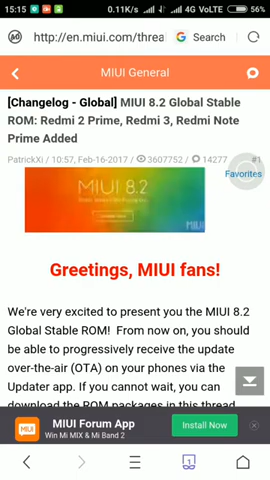 15:15 0.11K/s 4G VoLTE 56%
http://en.miui.com/threa Search
MIUI General
[Changelog - Global] MIUI 8.2 Global Stable
ROM: Redmi 2 Prime, Redmi 3, Redmi Note
Prime Added
PatrickXi / 10:57, Feb-16-2017 / 3607752 / 14277 #1
Favorites
MIUI 8.2
MIUI
Greetings, MIUI fans!
We're very excited to present you the MIUI 8.2
Global Stable ROM! From now on, you should
be able to progressively receive the update
over-the-air (OTA) on your phones via the
Updater app. If you cannot wait, you can
download the ROM packages in this thread
MIUI Forum App
Win Mi MIX & Mi Band 2
Install Now
1